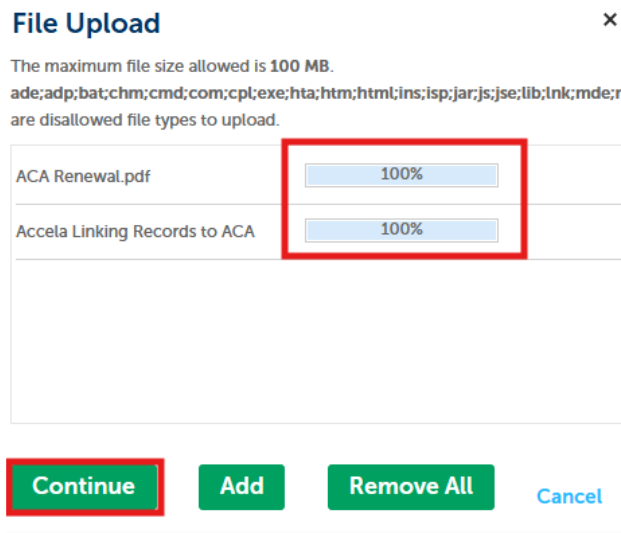 File Upload ×
The maximum file size allowed is 100 MB.
ade;adp;bat;chm;cmd;com;cpl;exe;hta;htm;html;ins;isp;jar;js;jse;lib;lnk;mde;
are disallowed file types to upload.
ACA Renewal.pdf 100%
Accela Linking Records to ACA 100%
Continue Add Remove All Cancel